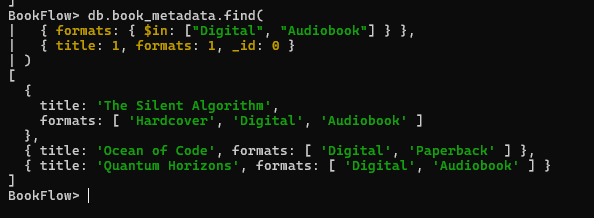 ]
BookFlow> db.book_metadata.find(
|   { formats: { $in: ["Digital", "Audiobook"] } },
|   { title: 1, formats: 1, _id: 0 }
| )
[
  {
    title: 'The Silent Algorithm',
    formats: [ 'Hardcover', 'Digital', 'Audiobook' ]
  },
  { title: 'Ocean of Code', formats: [ 'Digital', 'Paperback' ] },
  { title: 'Quantum Horizons', formats: [ 'Digital', 'Audiobook' ] }
]
BookFlow>